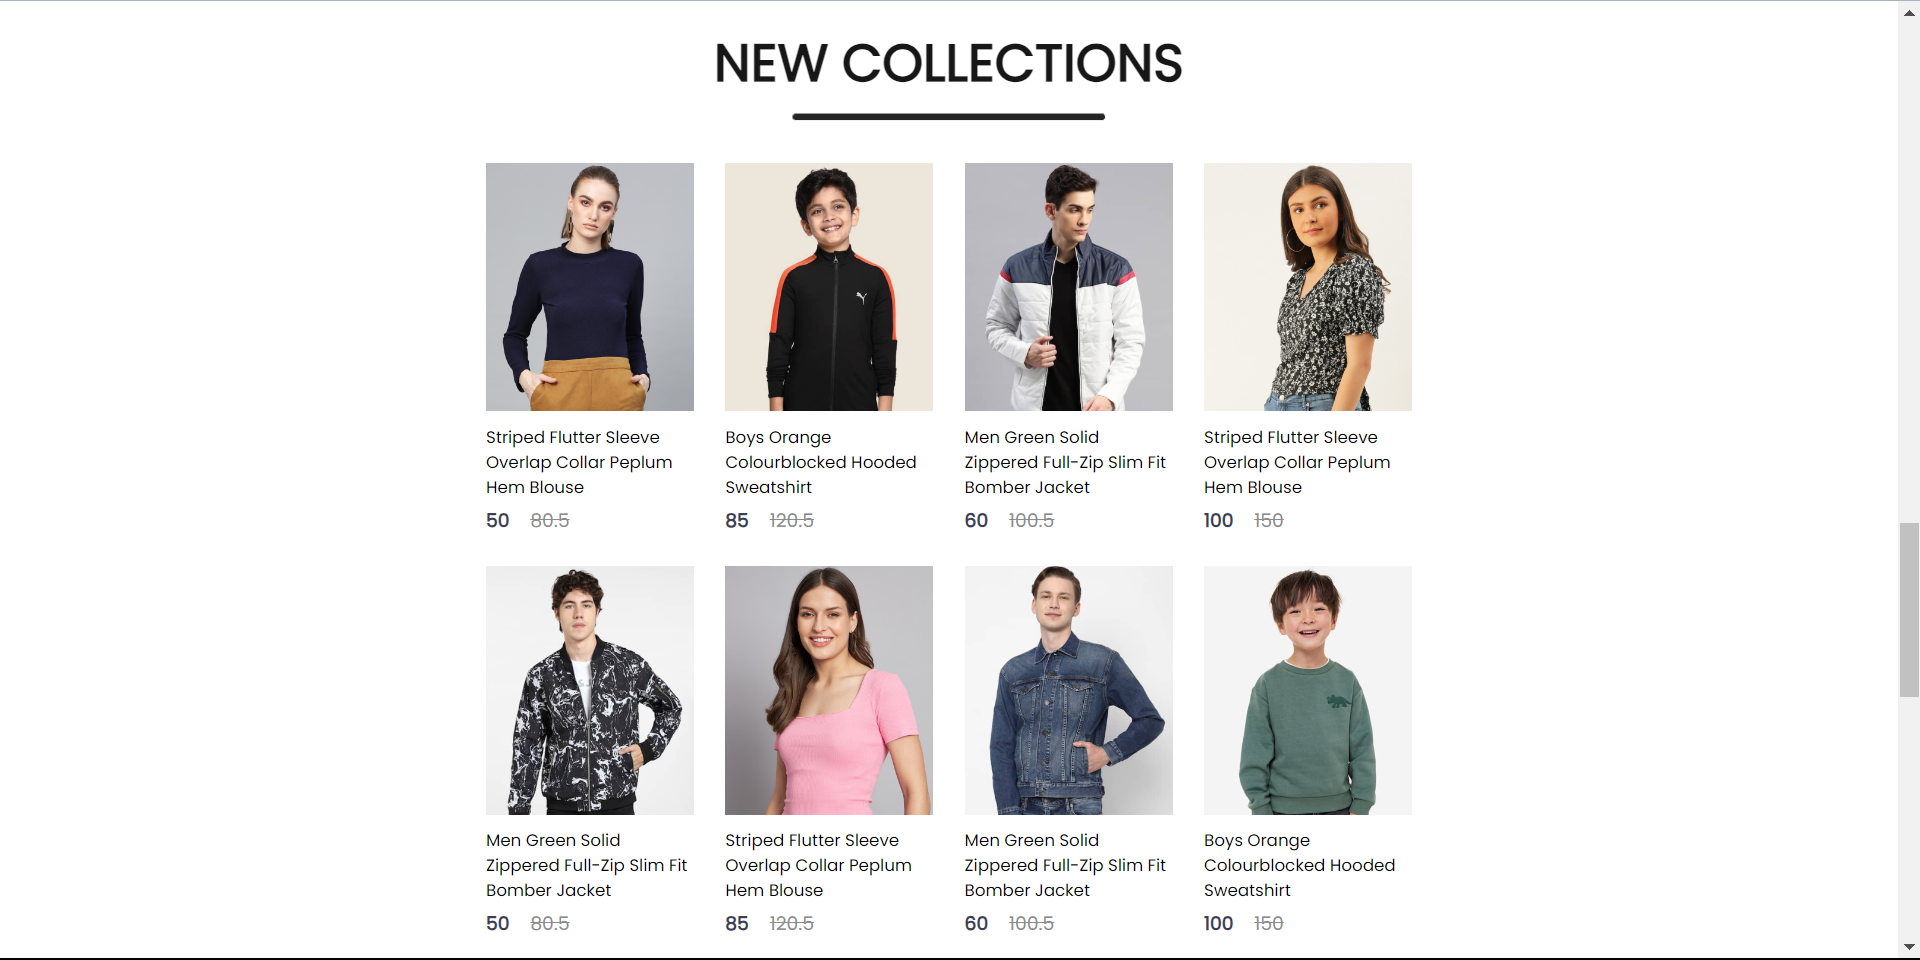 NEW COLLECTIONS
Striped Flutter Sleeve
Overlap Collar Peplum
Hem Blouse
50 80.5
Boys Orange
Colourblocked Hooded
Sweatshirt
85 120.5
Men Green Solid
Zippered Full-Zip Slim Fit
Bomber Jacket
60 100.5
Striped Flutter Sleeve
Overlap Collar Peplum
Hem Blouse
100 150
Men Green Solid
Zippered Full-Zip Slim Fit
Bomber Jacket
50 80.5
Striped Flutter Sleeve
Overlap Collar Peplum
Hem Blouse
85 120.5
Men Green Solid
Zippered Full-Zip Slim Fit
Bomber Jacket
60 100.5
Boys Orange
Colourblocked Hooded
Sweatshirt
100 150